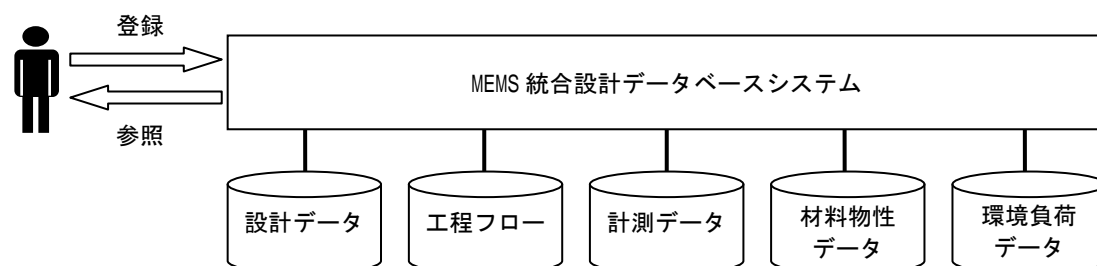 登録
MEMS 統合設計データベースシステム
参照
設計データ
工程フロー
計測データ
材料物性
データ
環境負荷
データ